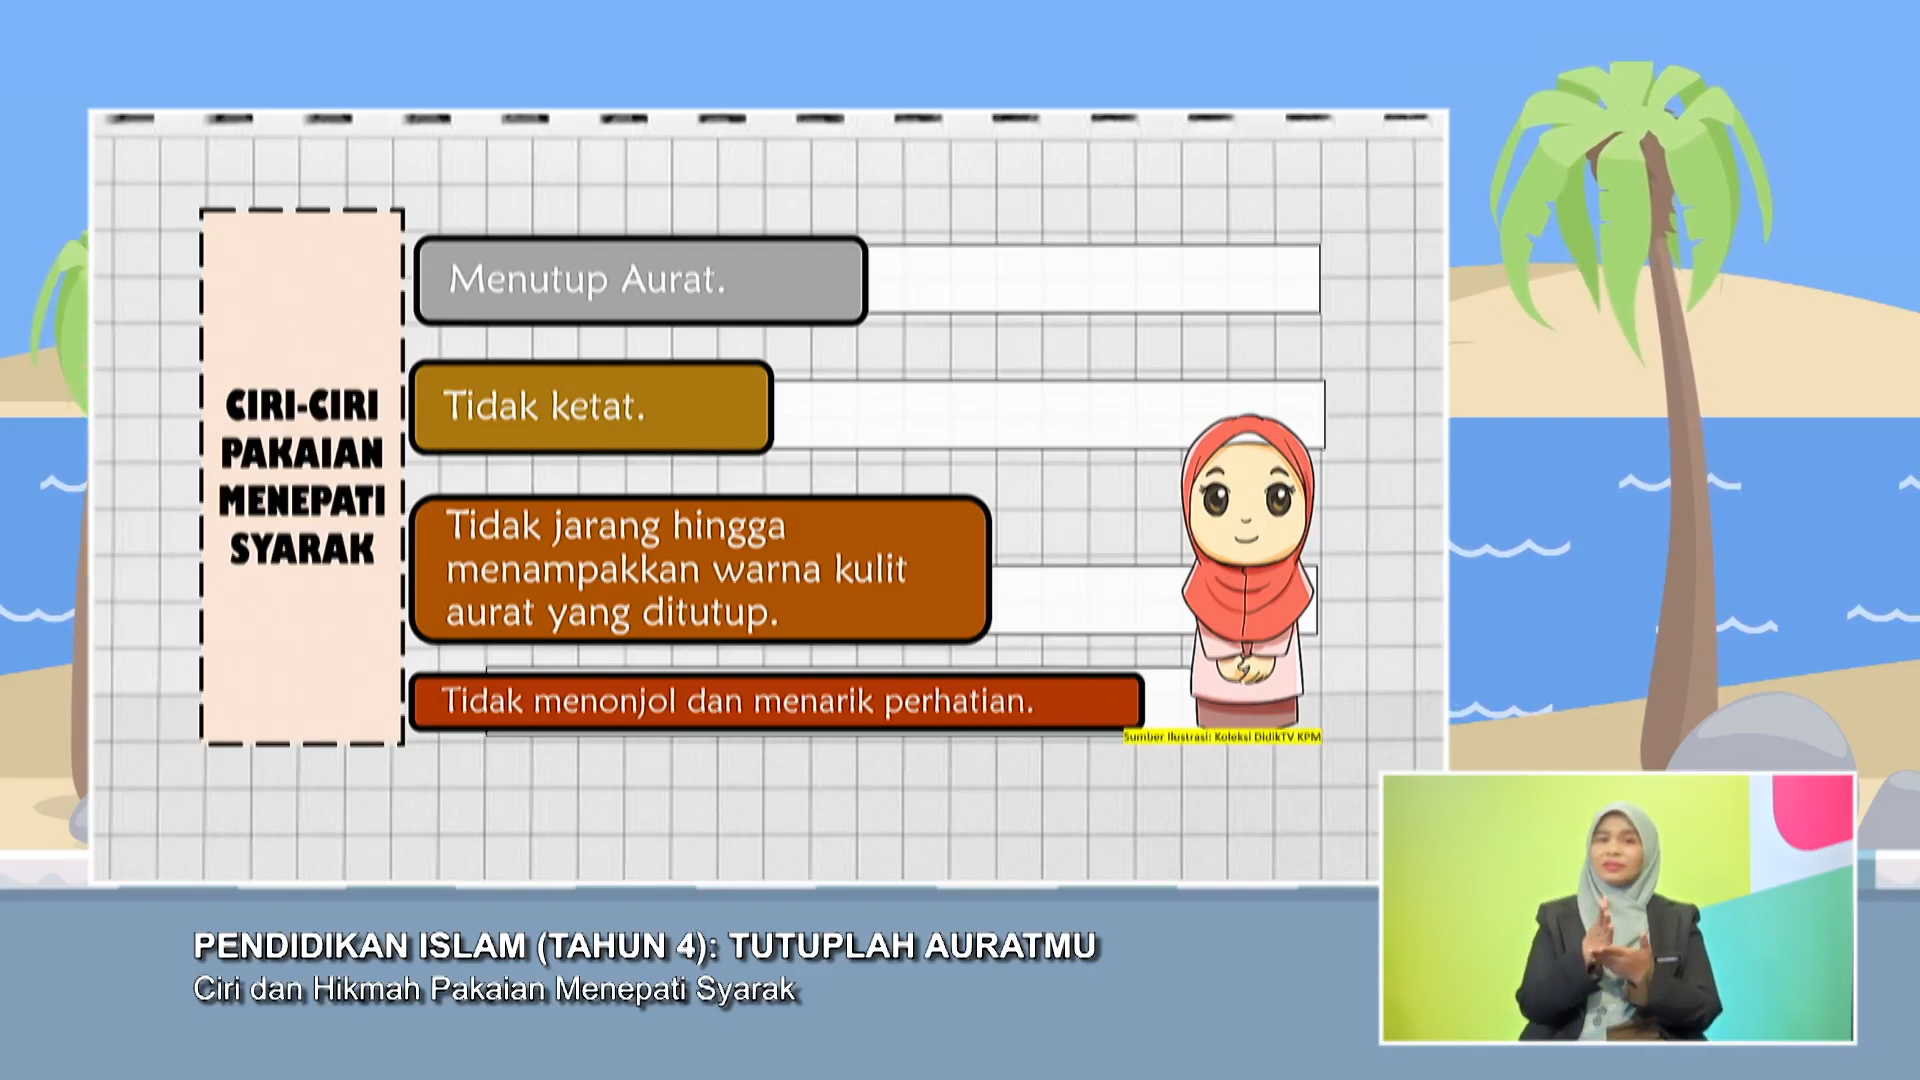 CIRI-CIRI
PAKAIAN
MENEPATI
SYARAK
Menutup Aurat.
Tidak ketat.
Tidak jarang hingga
menampakkan warna kulit
aurat yang ditutup.
Tidak menonjol dan menarik perhatian.
Sumber Ilustrasi: Koleksi DidikTV KPM
PENDIDIKAN ISLAM (TAHUN 4): TUTUPLAH AURATMU
Ciri dan Hikmah Pakaian Menepati Syarak